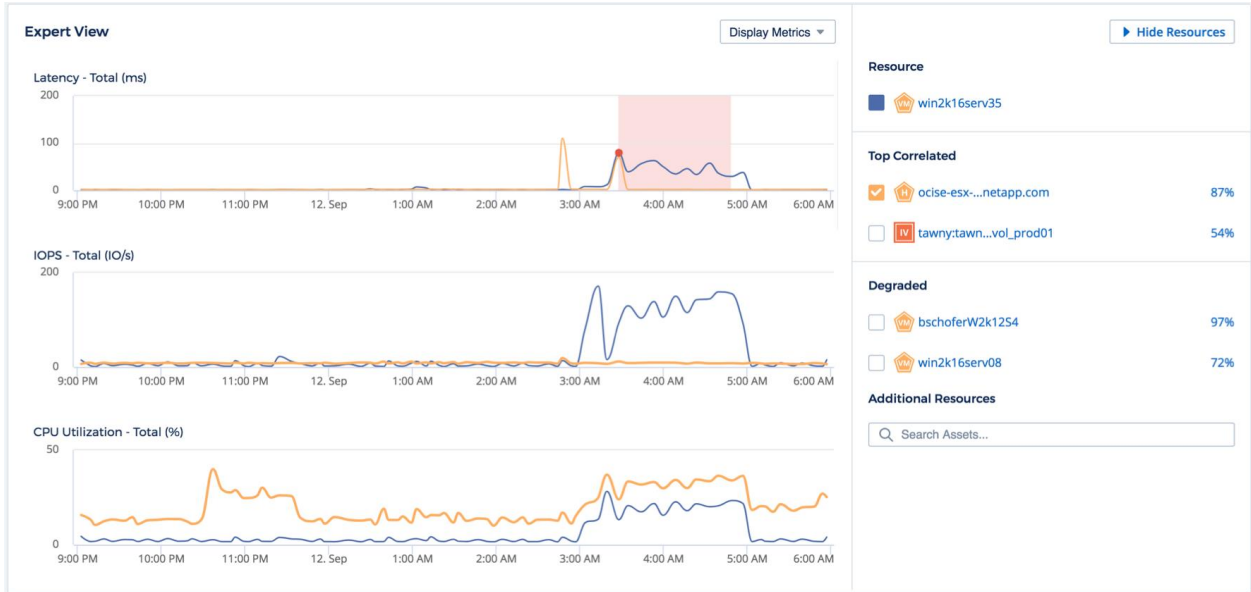 Expert View
Display Metrics
Latency - Total (ms)
200
100
0
9:00 PM 10:00 PM 11:00 PM 12. Sep 1:00 AM 2:00 AM 3:00 AM 4:00 AM 5:00 AM 6:00 AM
IOPS - Total (IO/s)
200
0
9:00 PM 10:00 PM 11:00 PM 12. Sep 1:00 AM 2:00 AM 3:00 AM 4:00 AM 5:00 AM 6:00 AM
CPU Utilization - Total (%)
50
0
9:00 PM 10:00 PM 11:00 PM 12. Sep 1:00 AM 2:00 AM 3:00 AM 4:00 AM 5:00 AM 6:00 AM
Hide Resources
Resource
VM win2k16serv35
Top Correlated
H ocise-esx-...netapp.com 87%
IV tawny:tawn...vol_prod01 54%
Degraded
VM bschoferW2k12S4 97%
VM win2k16serv08 72%
Additional Resources
Search Assets...